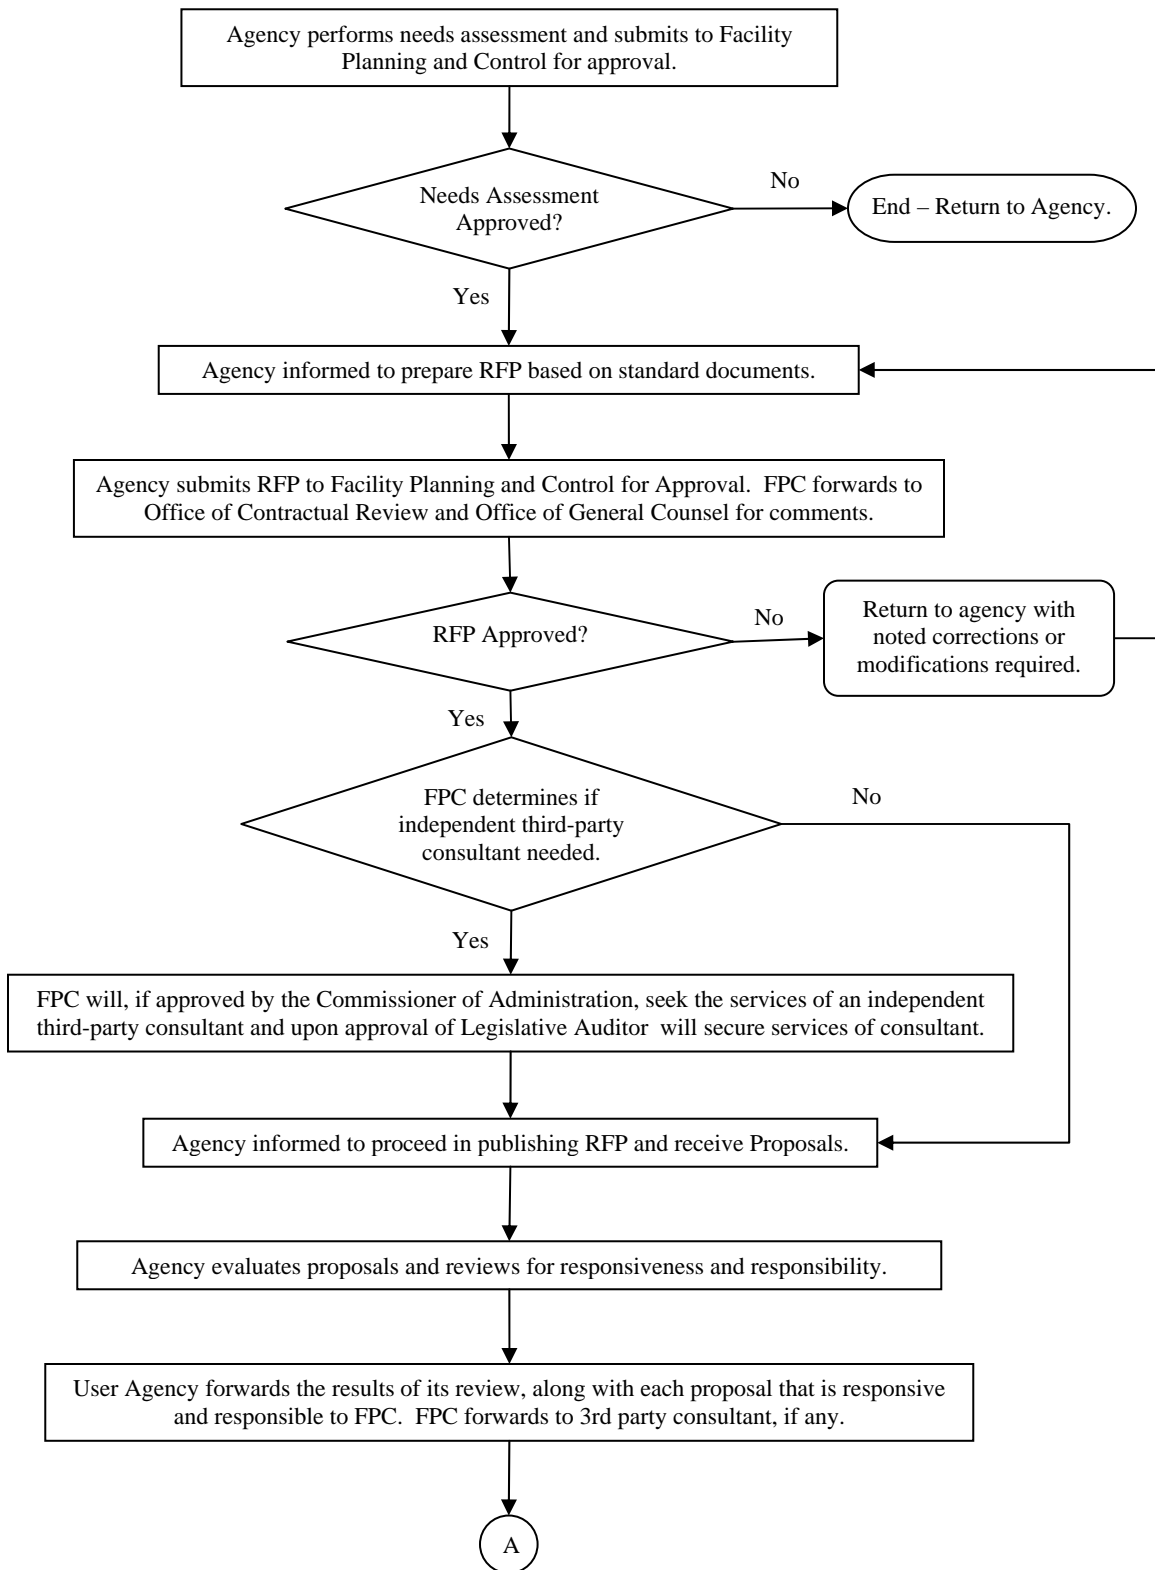 Agency performs needs assessment and submits to Facility
Planning and Control for approval.
Needs Assessment
Approved?
No
End – Return to Agency.
Yes
Agency informed to prepare RFP based on standard documents.
Agency submits RFP to Facility Planning and Control for Approval.  FPC forwards to
Office of Contractual Review and Office of General Counsel for comments.
RFP Approved?
No
Return to agency with
noted corrections or
modifications required.
Yes
FPC determines if
independent third-party
consultant needed.
No
Yes
FPC will, if approved by the Commissioner of Administration, seek the services of an independent
third-party consultant and upon approval of Legislative Auditor  will secure services of consultant.
Agency informed to proceed in publishing RFP and receive Proposals.
Agency evaluates proposals and reviews for responsiveness and responsibility.
User Agency forwards the results of its review, along with each proposal that is responsive
and responsible to FPC.  FPC forwards to 3rd party consultant, if any.
A